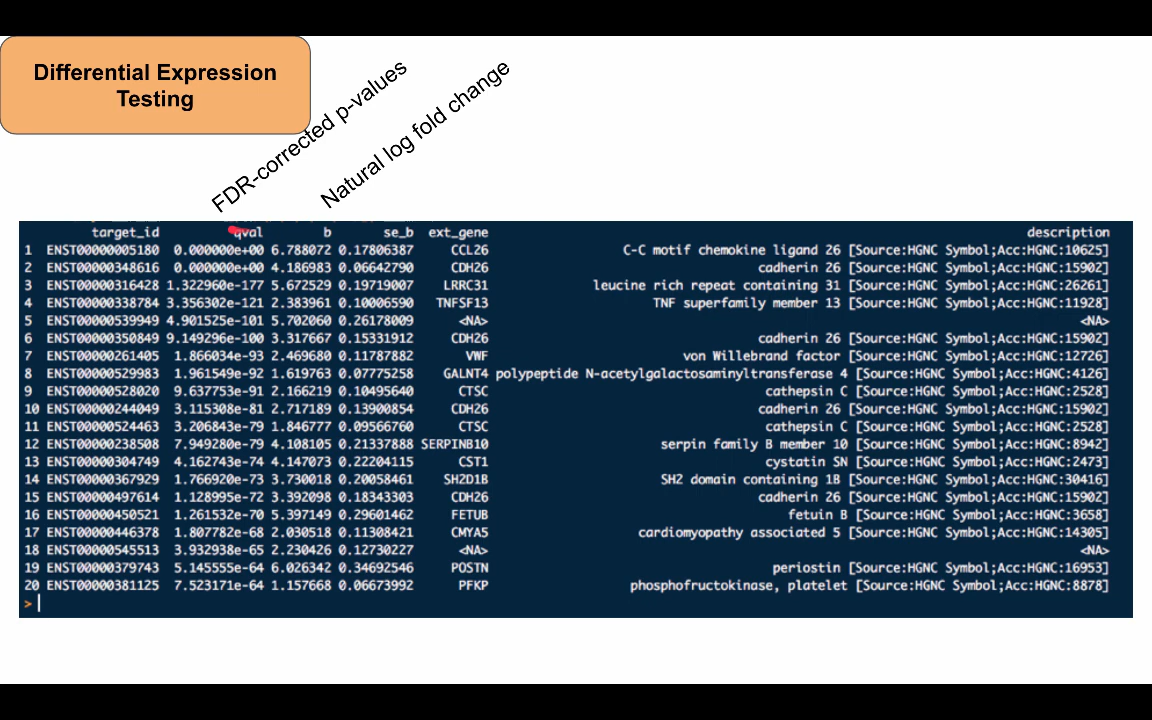 Differential Expression
Testing
FDR-corrected p-values
Natural log fold change
target_id qval b se_b ext_gene description
1 ENST00000005180 0.000000e+00 6.788072 0.17806387 CCL26 C-C motif chemokine ligand 26 [Source:HGNC Symbol;Acc:HGNC:10625]
2 ENST00000348616 0.000000e+00 4.186983 0.06642790 CDH26 cadherin 26 [Source:HGNC Symbol;Acc:HGNC:15902]
3 ENST00000316428 1.322960e-177 5.672529 0.19719007 LRRC31 leucine rich repeat containing 31 [Source:HGNC Symbol;Acc:HGNC:26261]
4 ENST00000338784 3.356302e-121 2.383961 0.10006590 TNFSF13 TNF superfamily member 13 [Source:HGNC Symbol;Acc:HGNC:11928]
5 ENST00000539949 4.901525e-101 5.702060 0.26178009 <NA> <NA>
6 ENST00000350849 9.149296e-100 3.317667 0.15331912 CDH26 cadherin 26 [Source:HGNC Symbol;Acc:HGNC:15902]
7 ENST00000261405 1.866034e-93 2.469680 0.11787882 VWF von Willebrand factor [Source:HGNC Symbol;Acc:HGNC:12726]
8 ENST00000529983 1.961549e-92 1.619763 0.07775258 GALNT4 polypeptide N-acetylgalactosaminyltransferase 4 [Source:HGNC Symbol;Acc:HGNC:4126]
9 ENST00000528020 9.637753e-91 2.166219 0.10495640 CTSC cathepsin C [Source:HGNC Symbol;Acc:HGNC:2528]
10 ENST00000244049 3.115308e-81 2.717189 0.13900854 CDH26 cadherin 26 [Source:HGNC Symbol;Acc:HGNC:15902]
11 ENST00000524463 3.206843e-79 1.846777 0.09566760 CTSC cathepsin C [Source:HGNC Symbol;Acc:HGNC:2528]
12 ENST00000238508 7.949280e-79 4.108105 0.21337888 SERPINB10 serpin family B member 10 [Source:HGNC Symbol;Acc:HGNC:8942]
13 ENST00000304749 4.162743e-74 4.147073 0.22204115 CST1 cystatin SN [Source:HGNC Symbol;Acc:HGNC:2473]
14 ENST00000367929 1.766920e-73 3.730018 0.20058461 SH2D1B SH2 domain containing 1B [Source:HGNC Symbol;Acc:HGNC:30416]
15 ENST00000497614 1.128995e-72 3.392098 0.18343303 CDH26 cadherin 26 [Source:HGNC Symbol;Acc:HGNC:15902]
16 ENST00000450521 1.261532e-70 5.397149 0.29601462 FETUB fetuin B [Source:HGNC Symbol;Acc:HGNC:3658]
17 ENST00000446378 1.807782e-68 2.030518 0.11308421 CMYA5 cardiomyopathy associated 5 [Source:HGNC Symbol;Acc:HGNC:14305]
18 ENST00000545513 3.932938e-65 2.230426 0.12730227 <NA> <NA>
19 ENST00000379743 5.145555e-64 6.026342 0.34692546 POSTN periostin [Source:HGNC Symbol;Acc:HGNC:16953]
20 ENST00000381125 7.523171e-64 1.157668 0.06673992 PFKP phosphofructokinase, platelet [Source:HGNC Symbol;Acc:HGNC:8878]
>